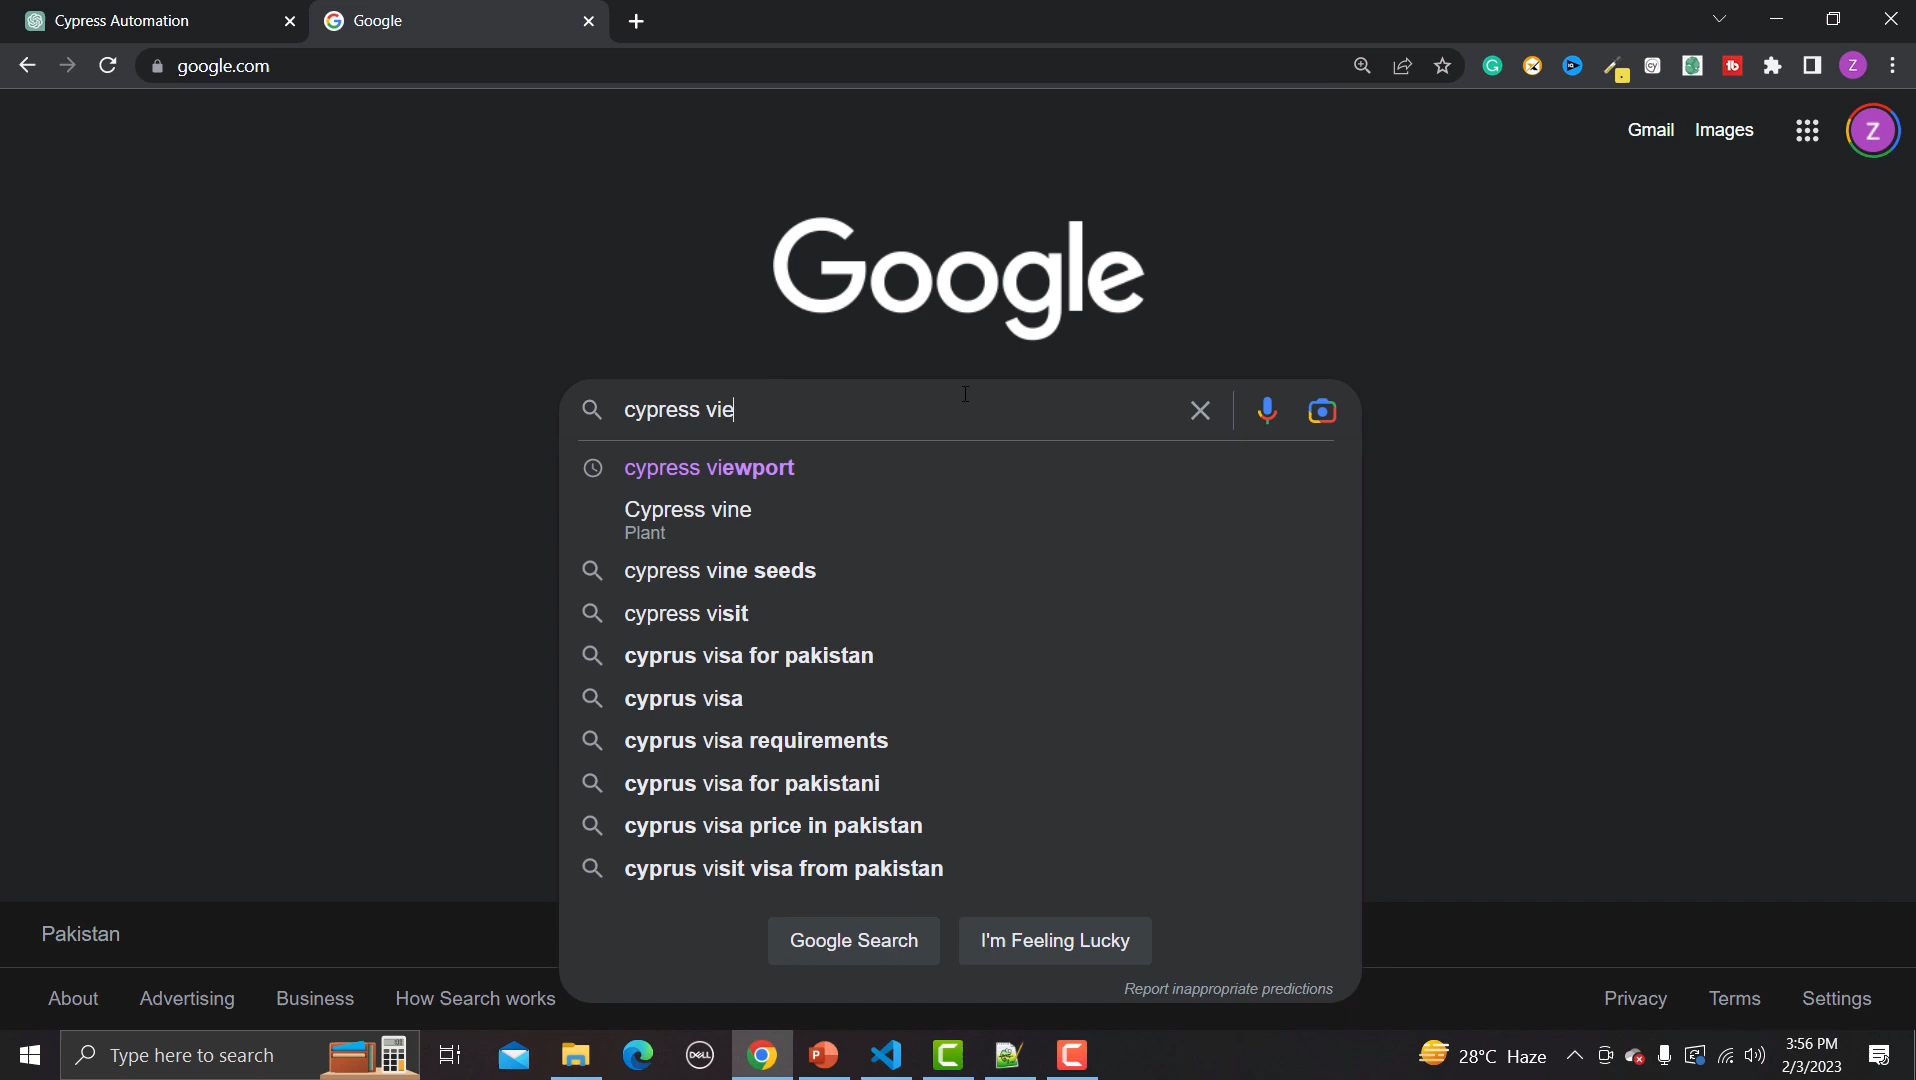 Cypress Automation
Google
google.com
Z
Gmail
Images
Z
Google
cypress vie
cypress viewport
Cypress vine
Plant
cypress vine seeds
cypress visit
cyprus visa for pakistan
cyprus visa
cyprus visa requirements
cyprus visa for pakistani
cyprus visa price in pakistan
cyprus visit visa from pakistan
Google Search
I'm Feeling Lucky
Report inappropriate predictions
Pakistan
About
Advertising
Business
How Search works
Privacy
Terms
Settings
Type here to search
DELL
28°C Haze
3:56 PM
2/3/2023